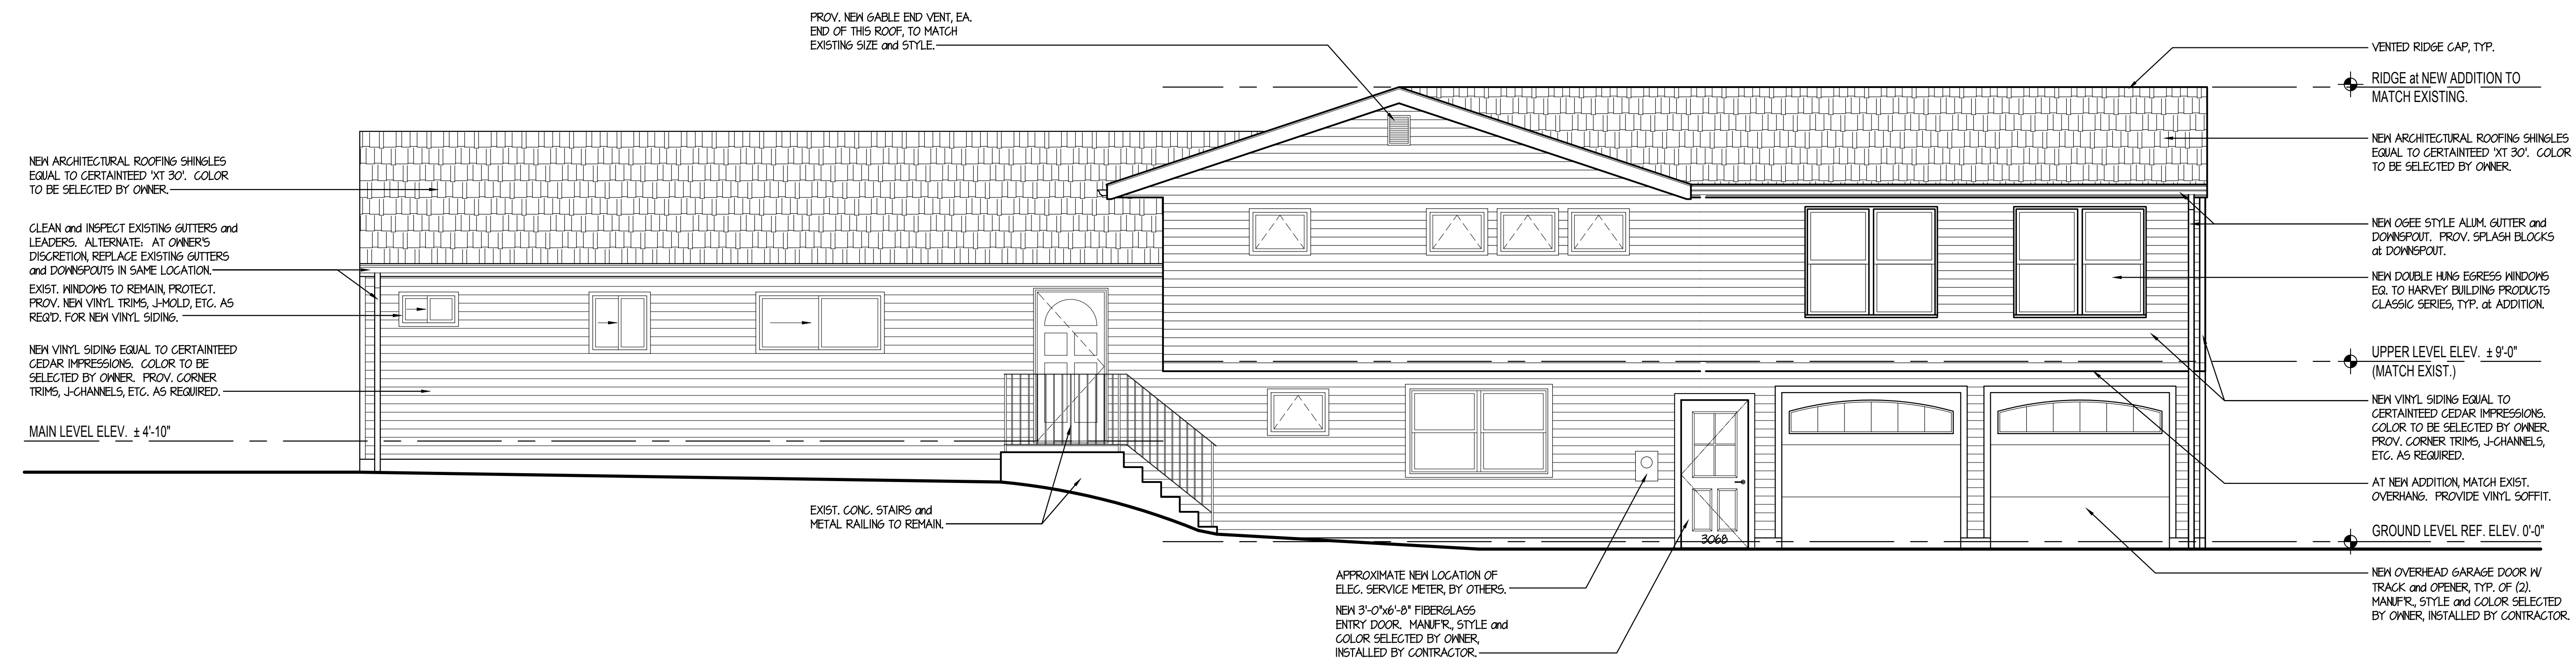 PROV. NEW GABLE END VENT, EA.
END OF THIS ROOF, TO MATCH
EXISTING SIZE and STYLE.
NEW ARCHITECTURAL ROOFING SHINGLES
EQUAL TO CERTAINTEED 'XT 30'. COLOR
TO BE SELECTED BY OWNER.
CLEAN and INSPECT EXISTING GUTTERS and
LEADERS. ALTERNATE: AT OWNER'S
DISCRETION, REPLACE EXISTING GUTTERS
and DOWNSPOUTS IN SAME LOCATION.
EXIST. WINDOWS TO REMAIN, PROTECT.
PROV. NEW VINYL TRIMS, J-MOLD, ETC. AS
REQ'D. FOR NEW VINYL SIDING.
NEW VINYL SIDING EQUAL TO CERTAINTEED
CEDAR IMPRESSIONS. COLOR TO BE
SELECTED BY OWNER. PROV. CORNER
TRIMS, J-CHANNELS, ETC. AS REQUIRED.
MAIN LEVEL ELEV. ± 4'-10"
EXIST. CONC. STAIRS and
METAL RAILING TO REMAIN.
3068
APPROXIMATE NEW LOCATION OF
ELEC. SERVICE METER, BY OTHERS.
NEW 3'-0"x6'-8" FIBERGLASS
ENTRY DOOR. MANUF'R., STYLE and
COLOR SELECTED BY OWNER,
INSTALLED BY CONTRACTOR.
VENTED RIDGE CAP, TYP.
RIDGE at NEW ADDITION TO
MATCH EXISTING.
NEW ARCHITECTURAL ROOFING SHINGLES
EQUAL TO CERTAINTEED 'XT 30'. COLOR
TO BE SELECTED BY OWNER.
NEW OGEE STYLE ALUM. GUTTER and
DOWNSPOUT. PROV. SPLASH BLOCKS
at DOWNSPOUT.
NEW DOUBLE HUNG EGRESS WINDOWS
EQ. TO HARVEY BUILDING PRODUCTS
CLASSIC SERIES, TYP. at ADDITION.
UPPER LEVEL ELEV. ± 9'-0"
(MATCH EXIST.)
NEW VINYL SIDING EQUAL TO
CERTAINTEED CEDAR IMPRESSIONS.
COLOR TO BE SELECTED BY OWNER.
PROV. CORNER TRIMS, J-CHANNELS,
ETC. AS REQUIRED.
AT NEW ADDITION, MATCH EXIST.
OVERHANG. PROVIDE VINYL SOFFIT.
GROUND LEVEL REF. ELEV. 0'-0"
NEW OVERHEAD GARAGE DOOR W/
TRACK and OPENER, TYP. OF (2).
MANUF'R., STYLE and COLOR SELECTED
BY OWNER, INSTALLED BY CONTRACTOR.